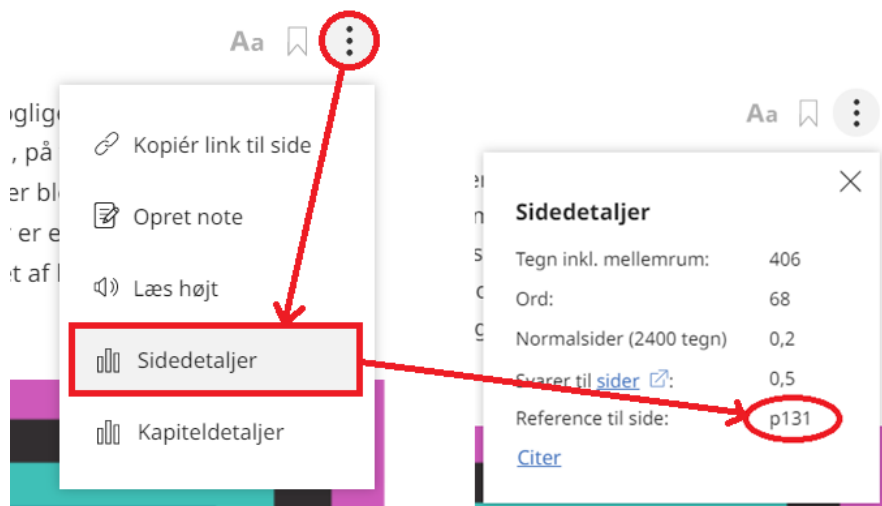 Aa
oglige
, på
er bl
r er e
t af l
Kopiér link til side
Opret note
Læs højt
Sidedetaljer
Kapiteldetaljer
Aa
er
Sidedetaljer
Tegn inkl. mellemrum: 406
Ord: 68
Normalsider (2400 tegn) 0,2
Svarer til sider : 0,5
Reference til side: p131
Citer